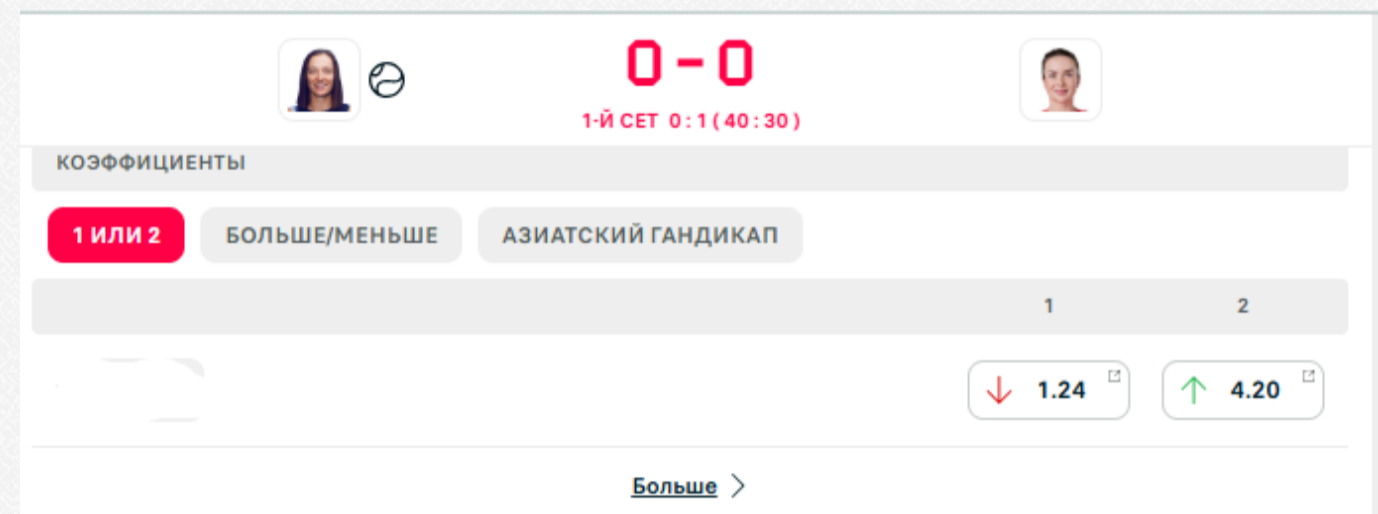 0 - 0
1-Й СЕТ 0 : 1 ( 40 : 30 )
КОЭФФИЦИЕНТЫ
1 ИЛИ 2 БОЛЬШЕ/МЕНЬШЕ АЗИАТСКИЙ ГАНДИКАП
1 2
1.24 4.20
Больше